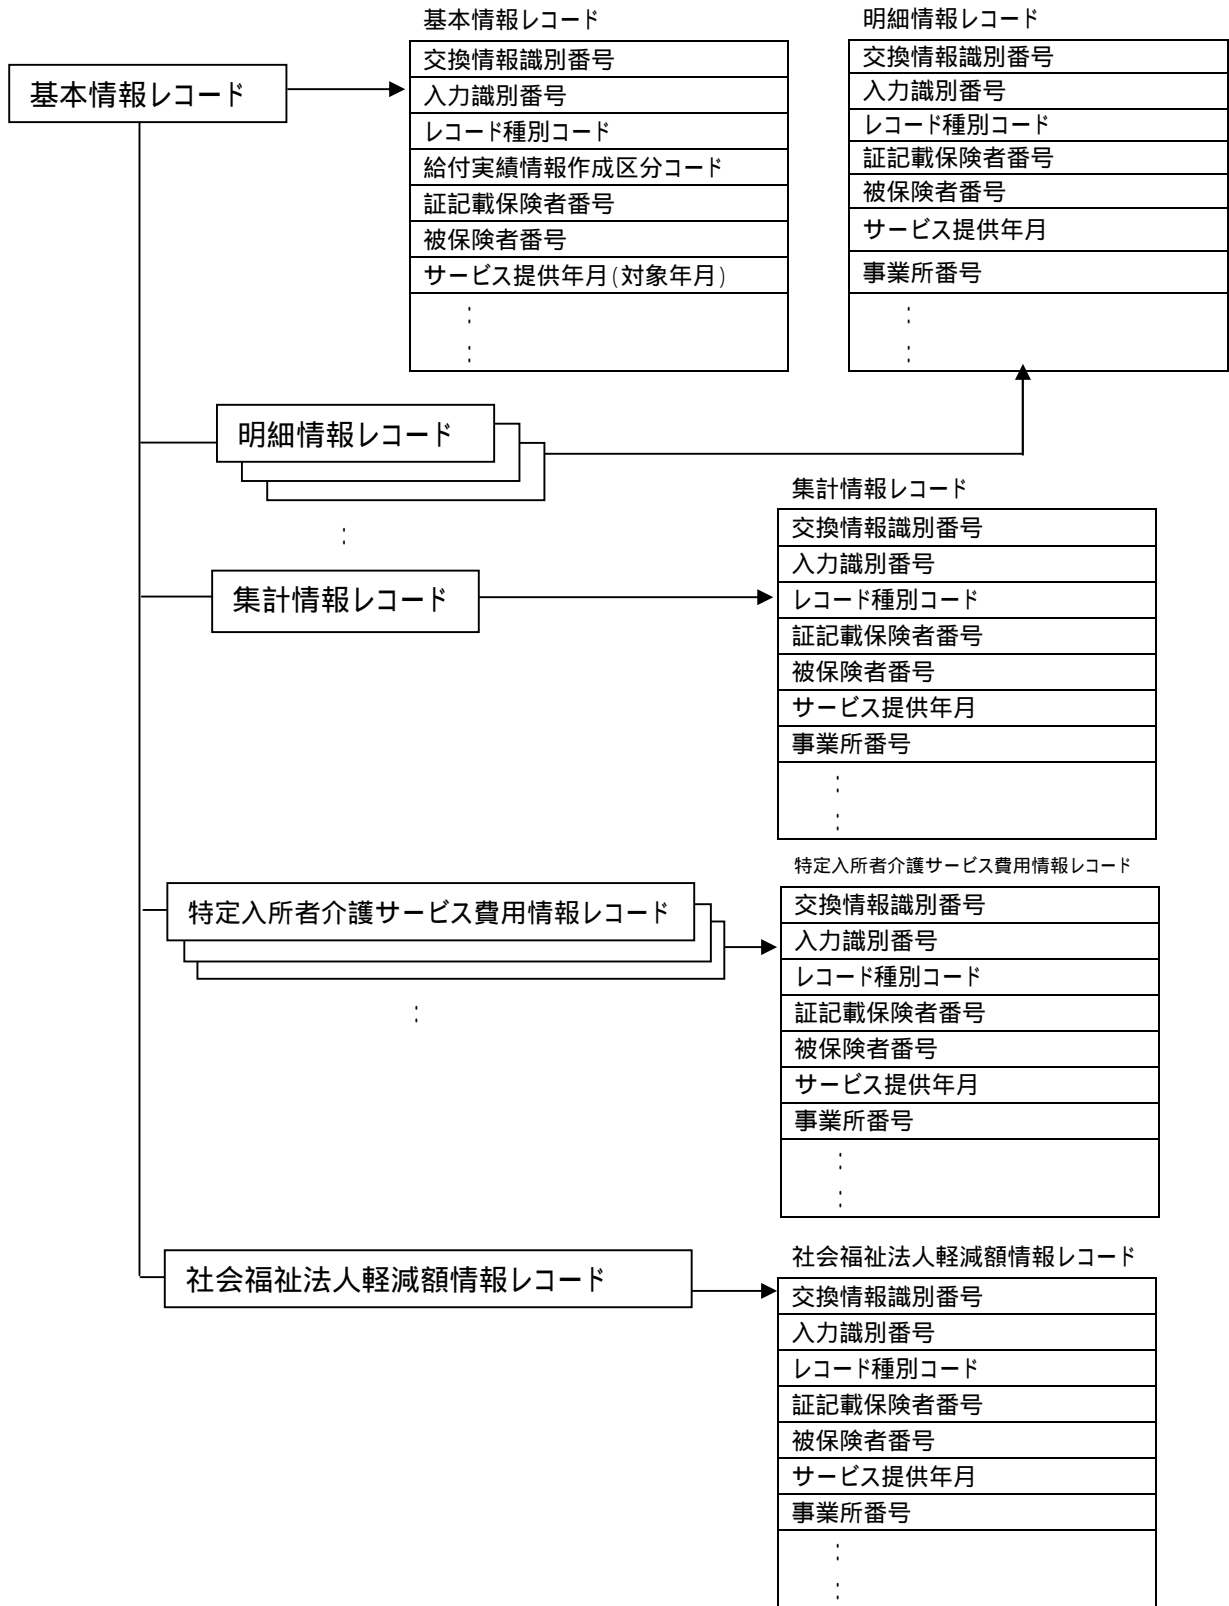 基本情報レコード
基本情報レコード
交換情報識別番号
入力識別番号
レコード種別コード
給付実績情報作成区分コード
証記載保険者番号
被保険者番号
サービス提供年月(対象年月)
:
:
明細情報レコード
交換情報識別番号
入力識別番号
レコード種別コード
証記載保険者番号
被保険者番号
サービス提供年月
事業所番号
:
:
明細情報レコード
:
集計情報レコード
集計情報レコード
交換情報識別番号
入力識別番号
レコード種別コード
証記載保険者番号
被保険者番号
サービス提供年月
事業所番号
:
:
特定入所者介護サービス費用情報レコード
:
特定入所者介護サービス費用情報レコード
交換情報識別番号
入力識別番号
レコード種別コード
証記載保険者番号
被保険者番号
サービス提供年月
事業所番号
:
:
社会福祉法人軽減額情報レコード
社会福祉法人軽減額情報レコード
交換情報識別番号
入力識別番号
レコード種別コード
証記載保険者番号
被保険者番号
サービス提供年月
事業所番号
:
: